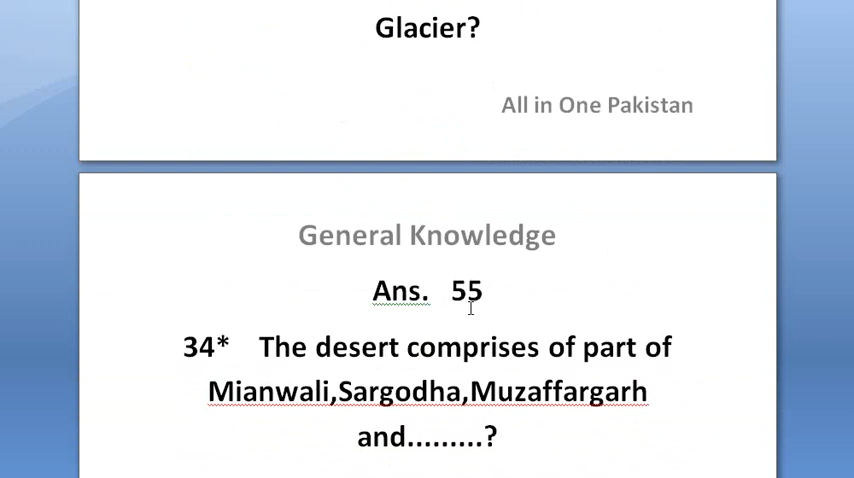 Glacier?
All in One Pakistan
General Knowledge
Ans. 55
34* The desert comprises of part of
Mianwali,Sargodha,Muzaffargarh
and.........?